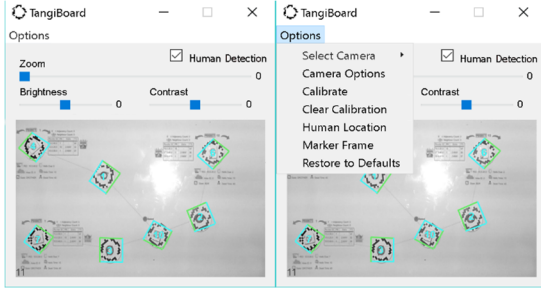 TangiBoard
Options
Human Detection
Zoom
0
Brightness
0
Contrast
0
11
TangiBoard
Options
Human Detection
Select Camera
Camera Options
Calibrate
Clear Calibration
Human Location
Marker Frame
Restore to Defaults
0
Contrast
0
11